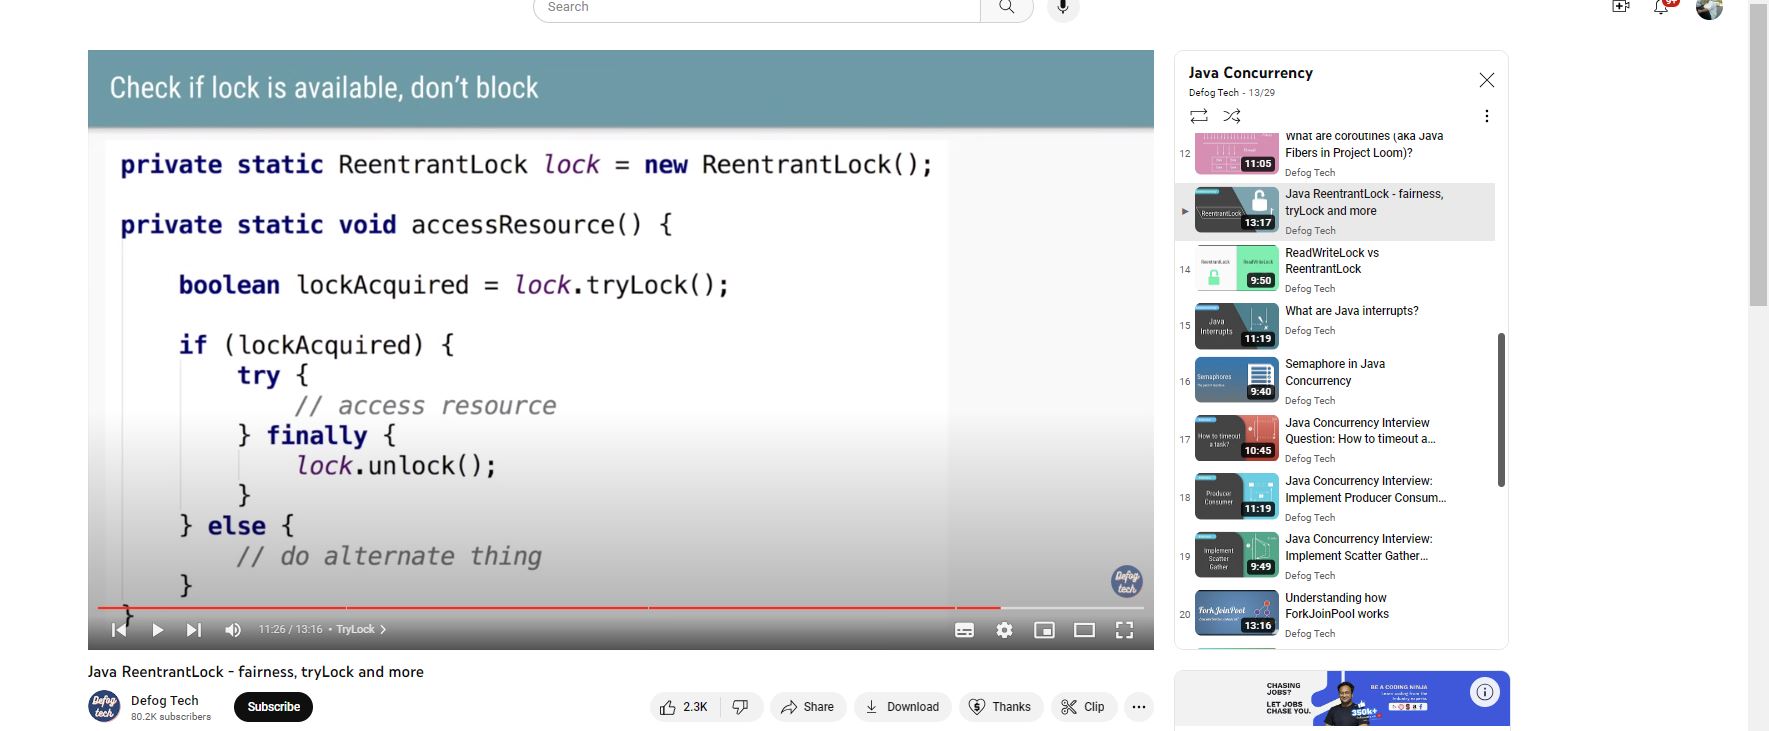 Search
9+
Check if lock is available, don't block
private static ReentrantLock lock = new ReentrantLock();
private static void accessResource() {
boolean lockAcquired = lock.tryLock();
if (lockAcquired) {
try {
// access resource
} finally {
lock.unlock();
}
} else {
// do alternate thing
}
}
Defog tech
11:26 / 13:16 • TryLock >
Java ReentrantLock - fairness, tryLock and more
Defog tech
Defog Tech
80.2K subscribers
Subscribe
2.3K
Share
Download
Thanks
Clip
Java Concurrency
Defog Tech - 13/29
12
11:05
What are coroutines (aka Java
Fibers in Project Loom)?
Defog Tech
ReentrantLock
13:17
Java ReentrantLock - fairness,
tryLock and more
Defog Tech
14
ReentrantLock
ReadWriteLock
9:50
ReadWriteLock vs
ReentrantLock
Defog Tech
15
Java
Interrupts
11:19
What are Java interrupts?
Defog Tech
16
Semaphores
9:40
Semaphore in Java
Concurrency
Defog Tech
17
How to timeout
a task?
10:45
Java Concurrency Interview
Question: How to timeout a...
Defog Tech
18
Producer
Consumer
11:19
Java Concurrency Interview:
Implement Producer Consum...
Defog Tech
19
Implement
Scatter
Gather
9:49
Java Concurrency Interview:
Implement Scatter Gather...
Defog Tech
20
ForkJoinPool
13:16
Understanding how
ForkJoinPool works
Defog Tech
CHASING
JOBS?
LET JOBS
CHASE YOU.
350k+
BE A CODING NINJA
Learn coding from the
Industry experts